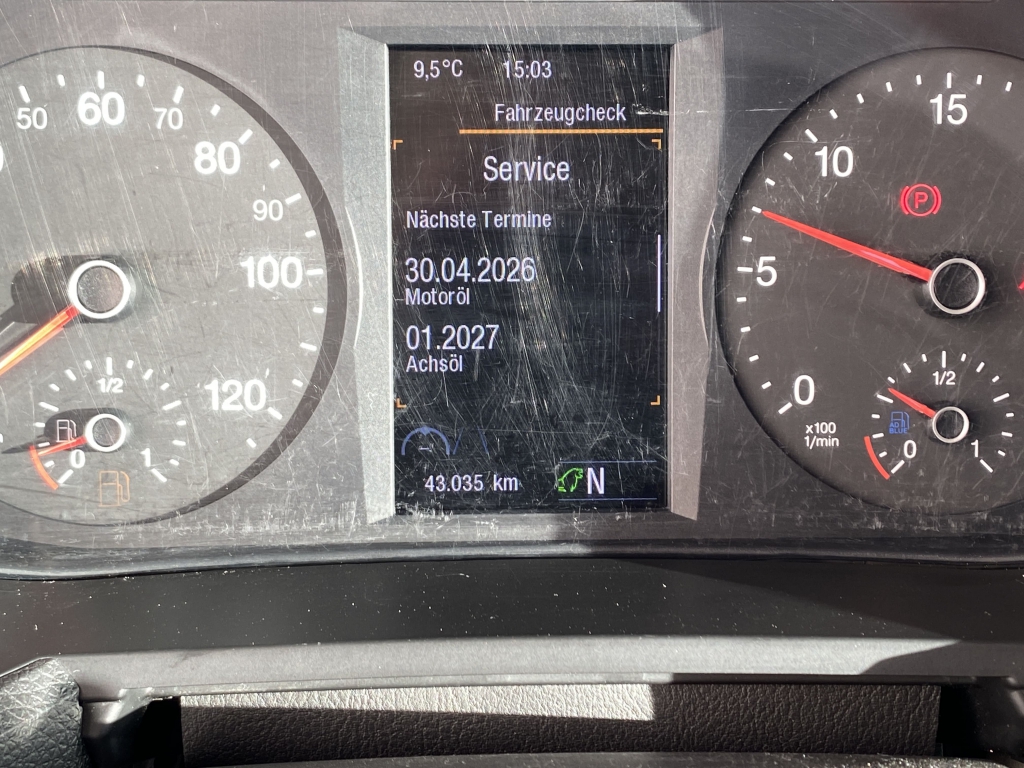 9,5°C 15:03
Fahrzeugcheck
Service
Nächste Termine
30.04.2026
Motoröl
01.2027
Achsöl
43.035 km N
50 60 70 80 90 100 120
1/2
0 1
15
10
5
0
P
x100
1/min
1/2
AD
BLUE
0 1